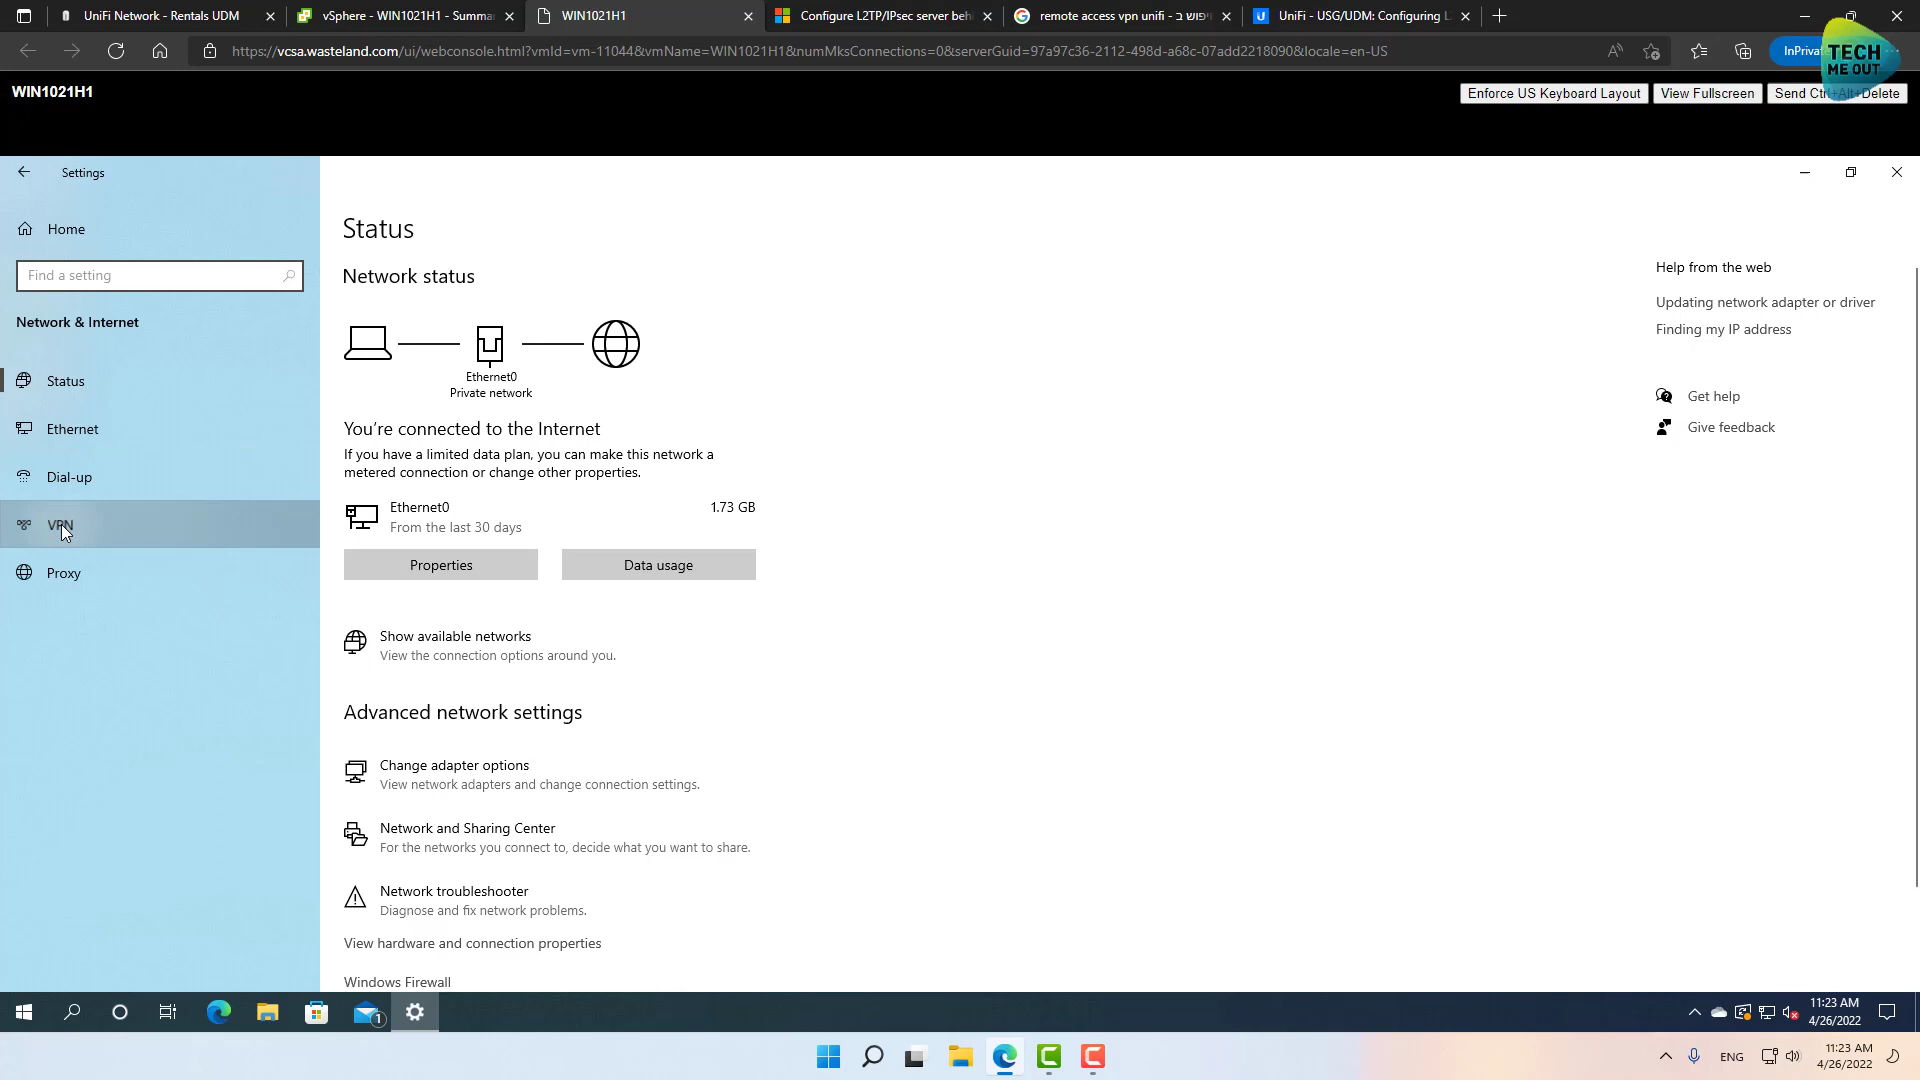 UniFi Network - Rentals UDM
vSphere - WIN1021H1 - Summa
WIN1021H1
Configure L2TP/IPsec server beh
remote access vpn unifi - חיפוש ב
UniFi - USG/UDM: Configuring L
https://vcsa.wasteland.com/ui/webconsole.html?vmId=vm-11044&vmName=WIN1021H1&numMksConnections=0&serverGuid=97a97c36-2112-498d-a68c-07add2218090&locale=en-US
InPrivate
TECH
ME OUT
WIN1021H1
Enforce US Keyboard Layout
View Fullscreen
Send Ctrl+Alt+Delete
Settings
Home
Find a setting
Network & Internet
Status
Ethernet
Dial-up
VPN
Proxy
Status
Network status
Ethernet0
Private network
You're connected to the Internet
If you have a limited data plan, you can make this network a
metered connection or change other properties.
Ethernet0
1.73 GB
From the last 30 days
Properties
Data usage
Show available networks
View the connection options around you.
Advanced network settings
Change adapter options
View network adapters and change connection settings.
Network and Sharing Center
For the networks you connect to, decide what you want to share.
Network troubleshooter
Diagnose and fix network problems.
View hardware and connection properties
Windows Firewall
Help from the web
Updating network adapter or driver
Finding my IP address
Get help
Give feedback
1
11:23 AM
4/26/2022
ENG
11:23 AM
4/26/2022